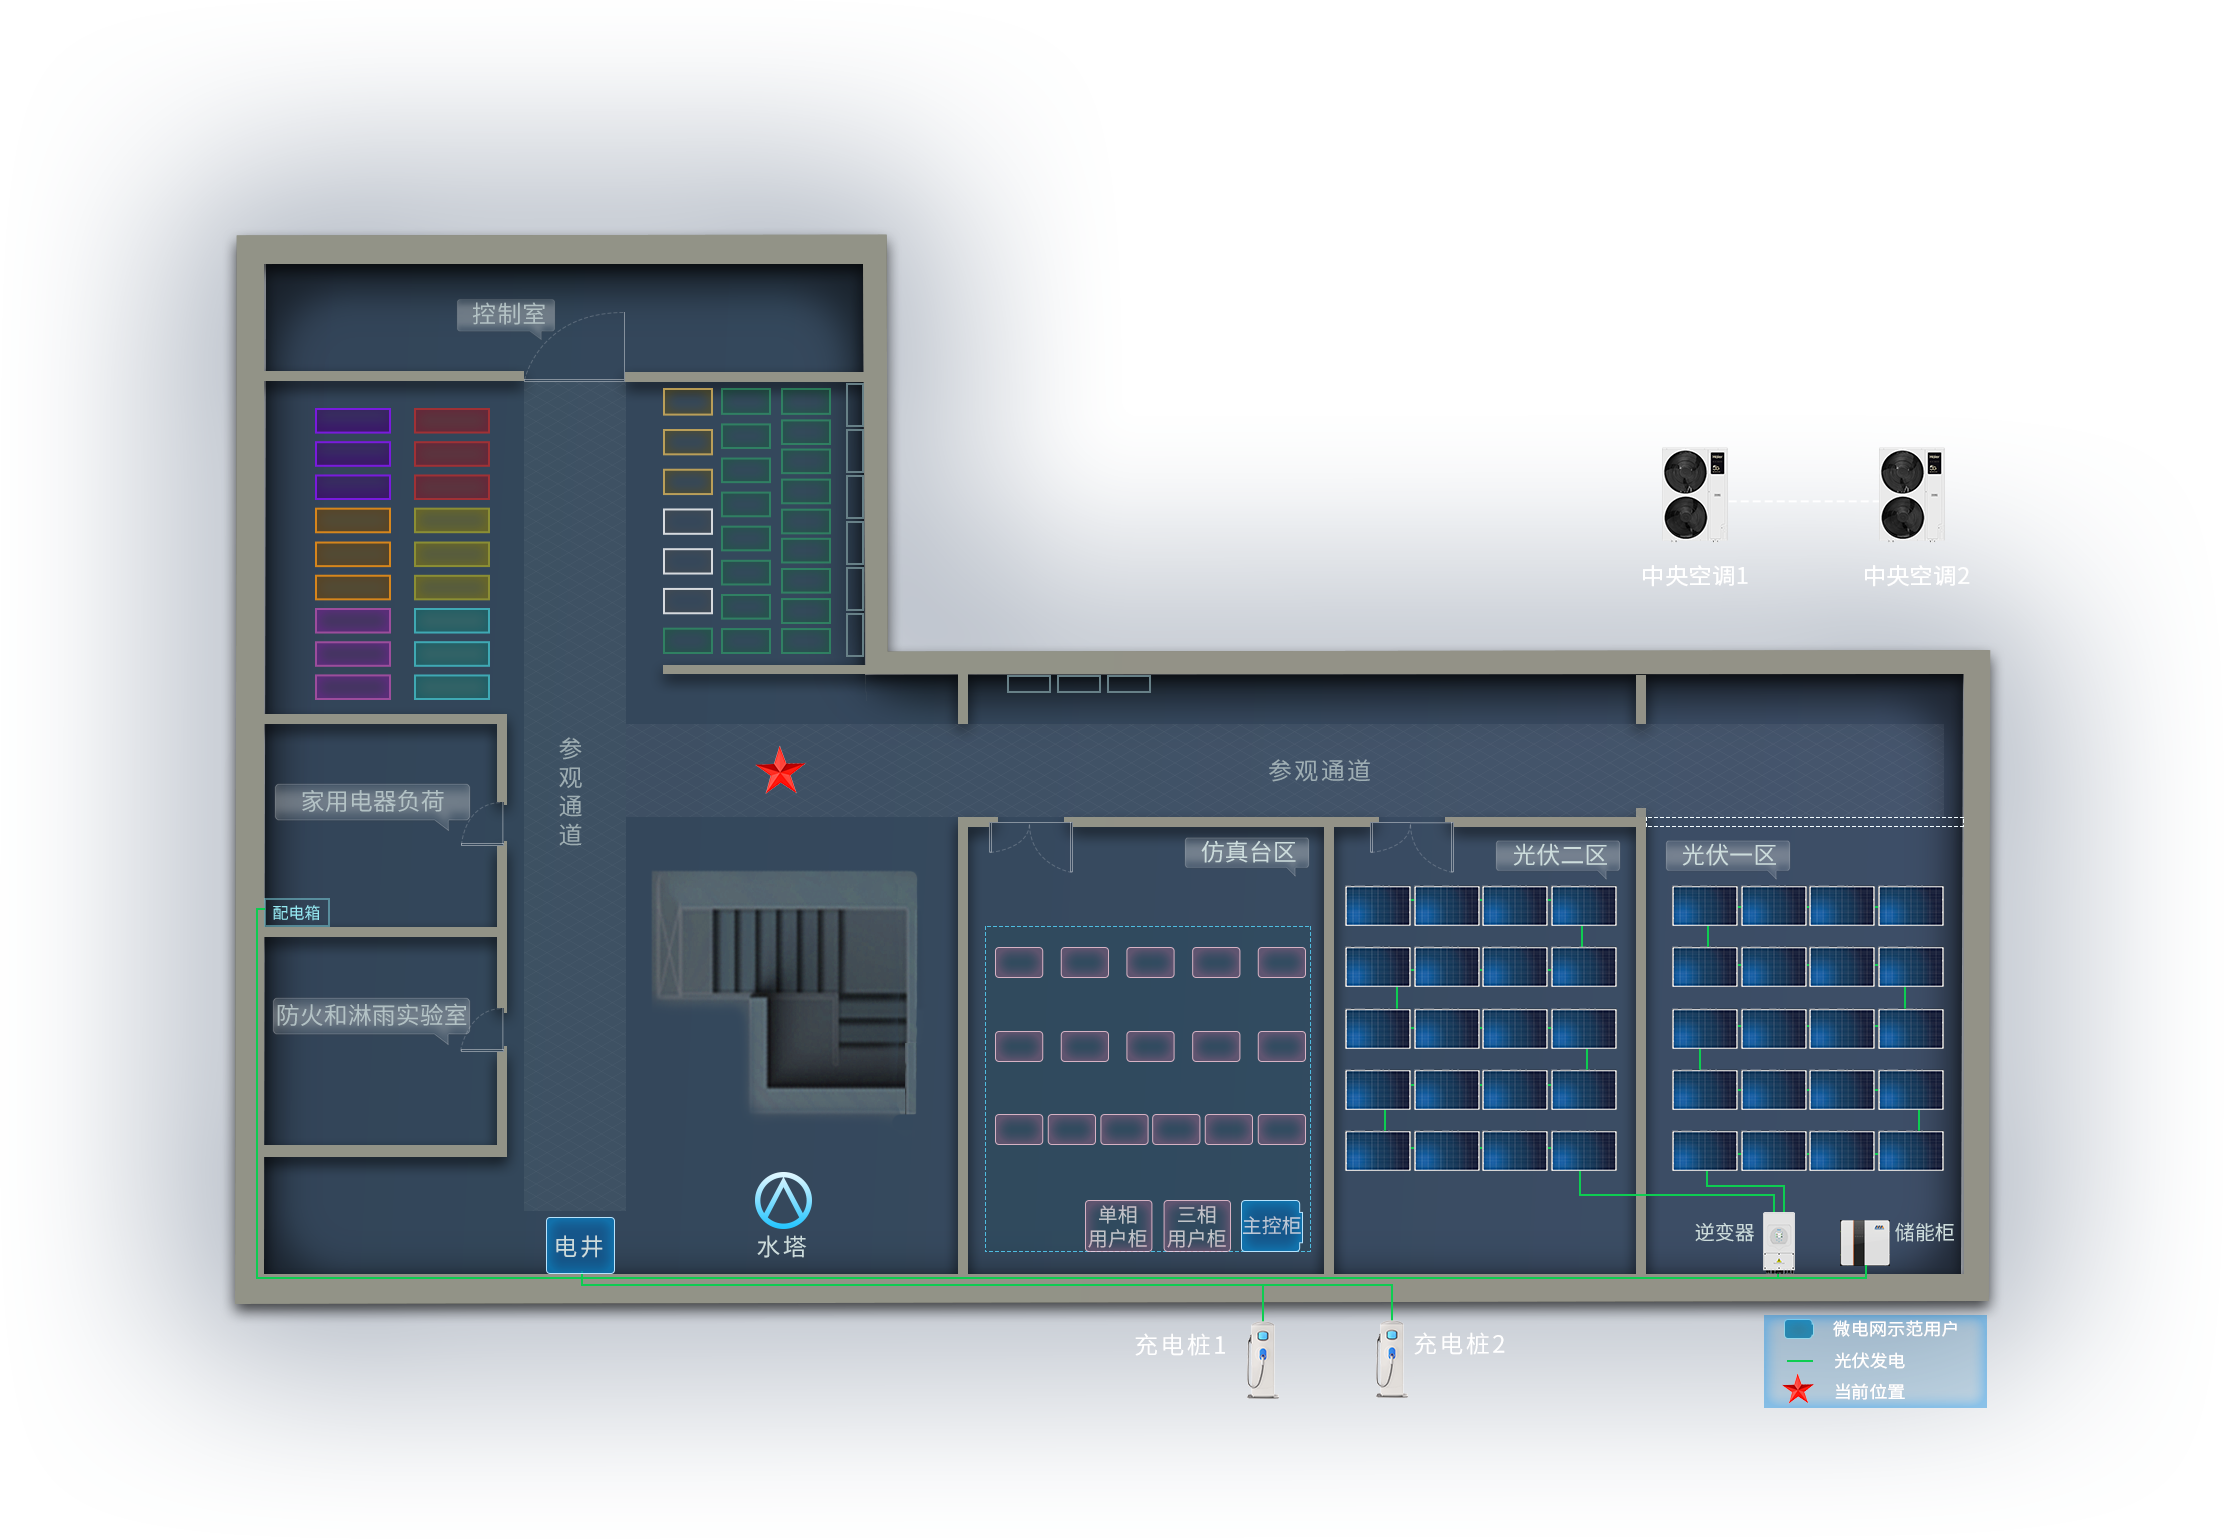 控制室
中央空调1
中央空调2
参观通道
参观通道
家用电器负荷
仿真台区
光伏二区
光伏一区
配电箱
防火和淋雨实验室
单相
用户柜
三相
用户柜
主控柜
逆变器
储能柜
电井
水塔
充电桩1
充电桩2
微电网示范用户
光伏发电
当前位置